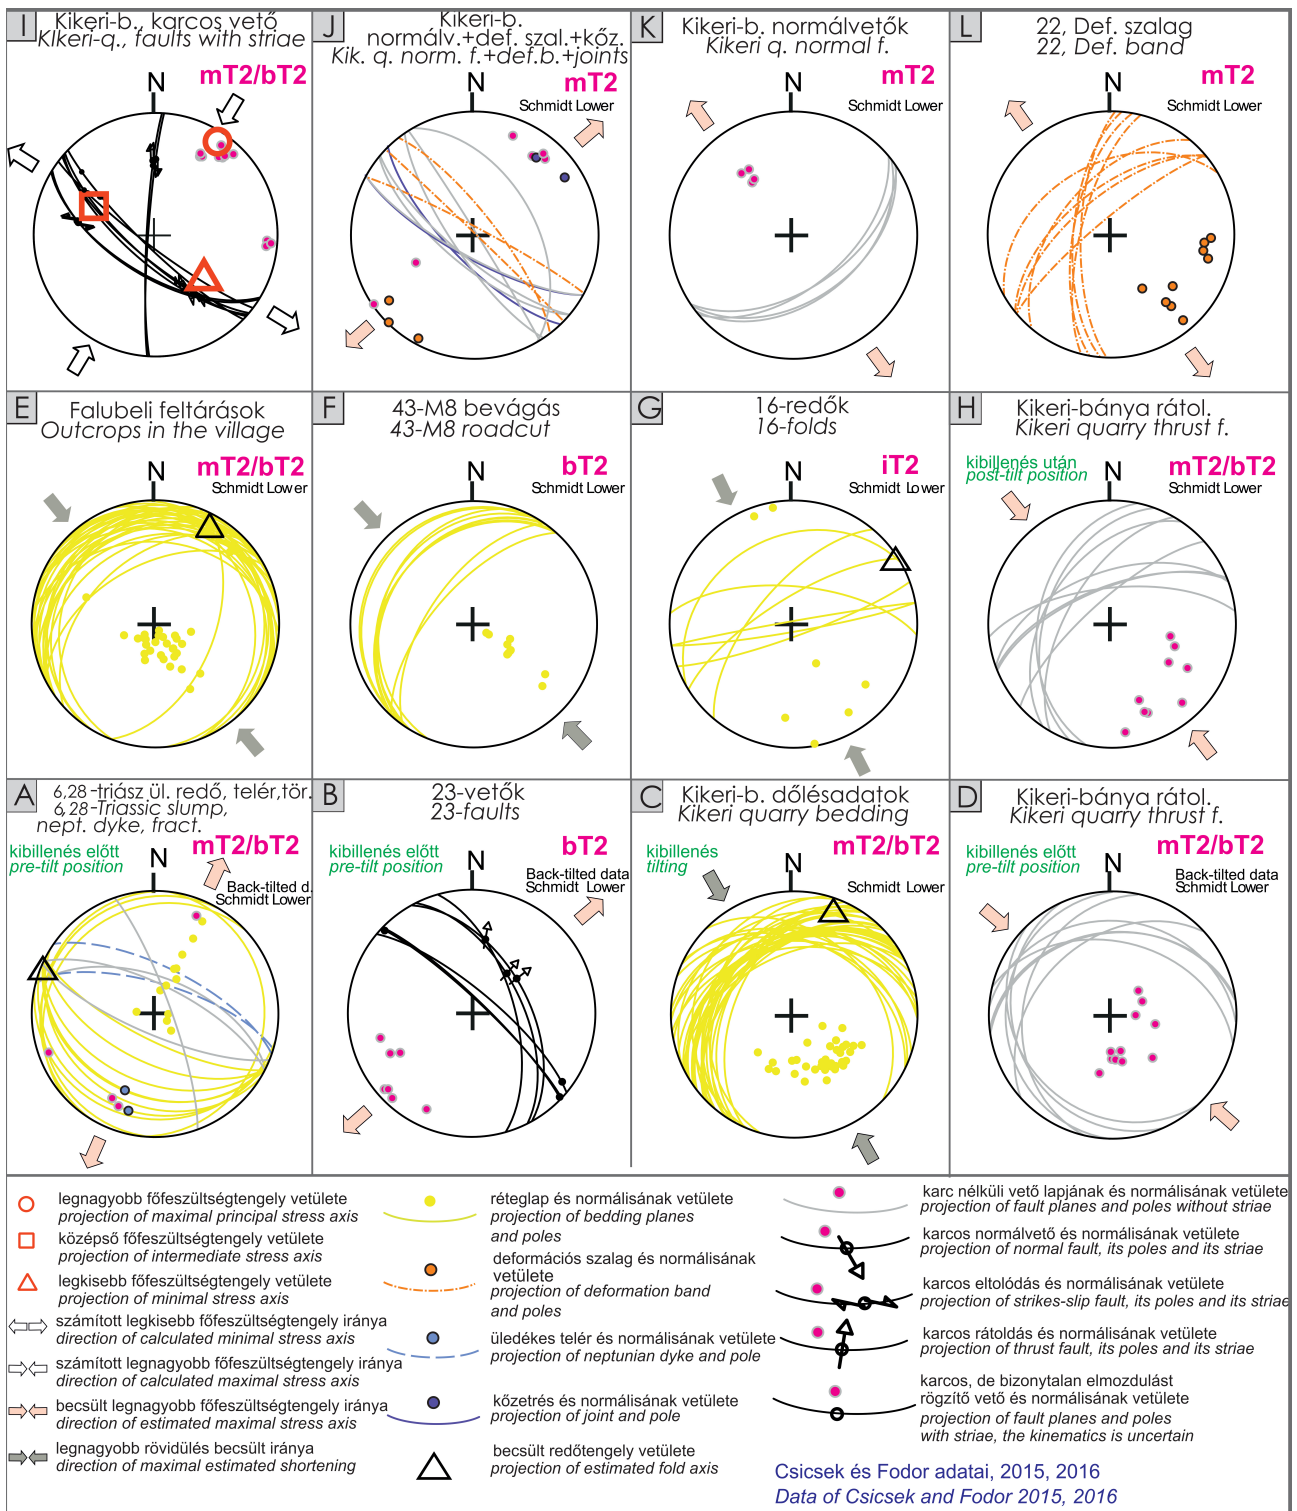 I
Kikeri-b., karcos vető
KIkeri-q., faults with striae
mT2/bT2
N
J
Kikeri-b.
normálv.+def. szal.+kőz.
Kik. q. norm. f.+def.b.+joints
mT2
N
Schmidt Lower
K
Kikeri-b. normálvetők
Kikeri q. normal f.
mT2
N
Schmidt Lower
L
22, Def. szalag
22, Def. band
mT2
N
Schmidt Lower
E
Falubeli feltárások
Outcrops in the village
mT2/bT2
N
Schmidt Lower
F
43-M8 bevágás
43-M8 roadcut
bT2
N
Schmidt Lower
G
16-redők
16-folds
iT2
N
Schmidt Lower
H
Kikeri-bánya rátol.
Kikeri quarry thrust f.
kibillenés után
post-tilt position
mT2/bT2
N
Schmidt Lower
A
6,28-triász ül. redő, telér,tör.
6,28-Triassic slump,
nept. dyke, fract.
kibillenés előtt
pre-tilt position
mT2/bT2
N
Back-tilted d.
Schmidt Lower
B
23-vetők
23-faults
kibillenés előtt
pre-tilt position
bT2
N
Back-tilted data
Schmidt Lower
C
Kikeri-b. dőlésadatok
Kikeri quarry bedding
kibillenés
tilting
mT2/bT2
N
Schmidt Lower
D
Kikeri-bánya rátol.
Kikeri quarry thrust f.
kibillenés előtt
pre-tilt position
mT2/bT2
N
Back-tilted data
Schmidt Lower
legnagyobb főfeszültségtengely vetülete
projection of maximal principal stress axis
középső főfeszültségtengely vetülete
projection of intermediate stress axis
legkisebb főfeszültségtengely vetülete
projection of minimal stress axis
számított legkisebb főfeszültségtengely iránya
direction of calculated minimal stress axis
számított legnagyobb főfeszültségtengely iránya
direction of calculated maximal stress axis
becsült legnagyobb főfeszültségtengely iránya
direction of estimated maximal stress axis
legnagyobb rövidülés becsült iránya
direction of maximal estimated shortening
réteglap és normálisának vetülete
projection of bedding planes
and poles
deformációs szalag és normálisának
vetülete
projection of deformation band
and poles
üledékes telér és normálisának vetülete
projection of neptunian dyke and pole
kőzetrés és normálisának vetülete
projection of joint and pole
becsült redőtengely vetülete
projection of estimated fold axis
karc nélküli vető lapjának és normálisának vetülete
projection of fault planes and poles without striae
karcos normálvető és normálisának vetülete
projection of normal fault, its poles and its striae
karcos eltolódás és normálisának vetülete
projection of strikes-slip fault, its poles and its striae
karcos rátoldás és normálisának vetülete
projection of thrust fault, its poles and its striae
karcos, de bizonytalan elmozdulást
rögzítő vető és normálisának vetülete
projection of fault planes and poles
with striae, the kinematics is uncertain
Csicsek és Fodor adatai, 2015, 2016
Data of Csicsek and Fodor 2015, 2016